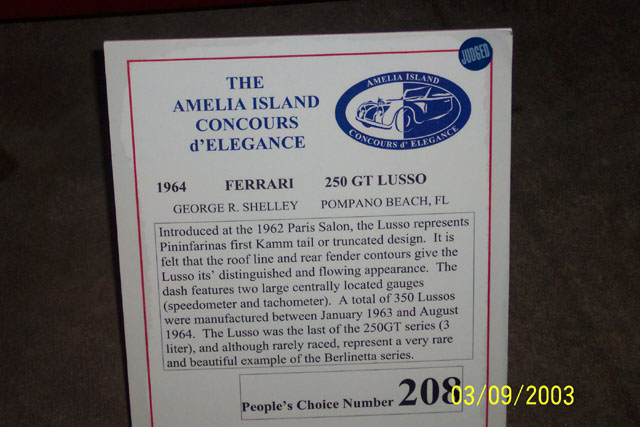 JUDGED
THE
AMELIA ISLAND
CONCOURS
d'ELEGANCE
AMELIA ISLAND
CONCOURS d' ELEGANCE
1964 FERRARI 250 GT LUSSO
GEORGE R. SHELLEY POMPANO BEACH, FL
Introduced at the 1962 Paris Salon, the Lusso represents
Pininfarinas first Kamm tail or truncated design. It is
felt that the roof line and rear fender contours give the
Lusso its' distinguished and flowing appearance. The
dash features two large centrally located gauges
(speedometer and tachometer). A total of 350 Lussos
were manufactured between January 1963 and August
1964. The Lusso was the last of the 250GT series (3
liter), and although rarely raced, represent a very rare
and beautiful example of the Berlinetta series.
People's Choice Number 208
03/09/2003